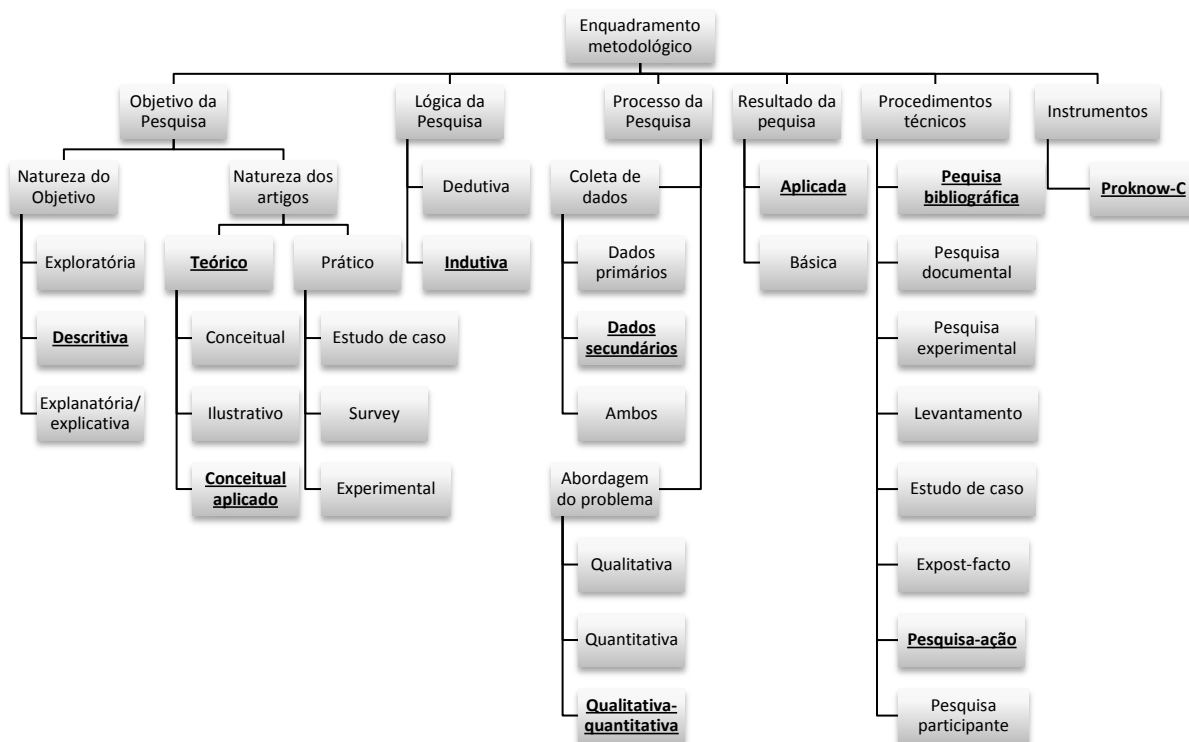 Enquadramento
metodológico
Objetivo da
Pesquisa
Lógica da
Pesquisa
Processo da
Pesquisa
Resultado da
pequisa
Procedimentos
técnicos
Instrumentos
Natureza do
Objetivo
Exploratória
Descritiva
Explanatória/
explicativa
Natureza dos
artigos
Teórico
Conceitual
Ilustrativo
Conceitual
aplicado
Prático
Estudo de caso
Survey
Experimental
Dedutiva
Indutiva
Coleta de
dados
Dados
primários
Dados
secundários
Ambos
Abordagem
do problema
Qualitativa
Quantitativa
Qualitativa-
quantitativa
Aplicada
Básica
Pequisa
bibliográfica
Pesquisa
documental
Pesquisa
experimental
Levantamento
Estudo de caso
Expost-facto
Pesquisa-ação
Pesquisa
participante
Proknow-C